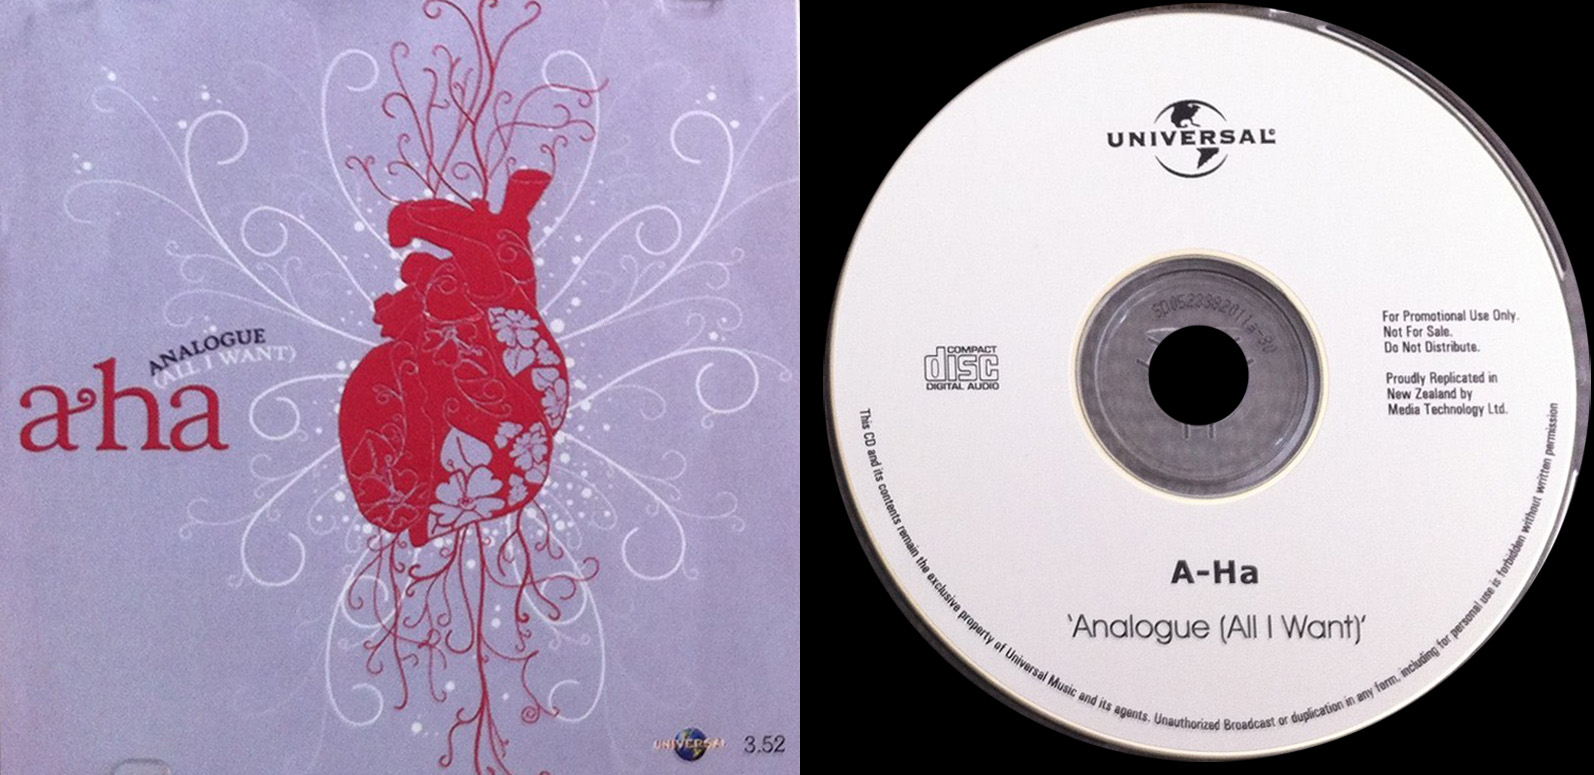 ANALOGUE
(ALL I WANT)
a-ha
UNIVERSAL
3.52
UNIVERSAL
COMPACT
disc
DIGITAL AUDIO
For Promotional Use Only.
Not For Sale.
Do Not Distribute.
Proudly Replicated in
New Zealand by
Media Technology Ltd.
A-Ha
‘Analogue (All I Want)’
This CD and its contents remain the exclusive property of Universal Music and its agents. Unauthorized Broadcast or duplication in any form, including for personal use is forbidden without written permission